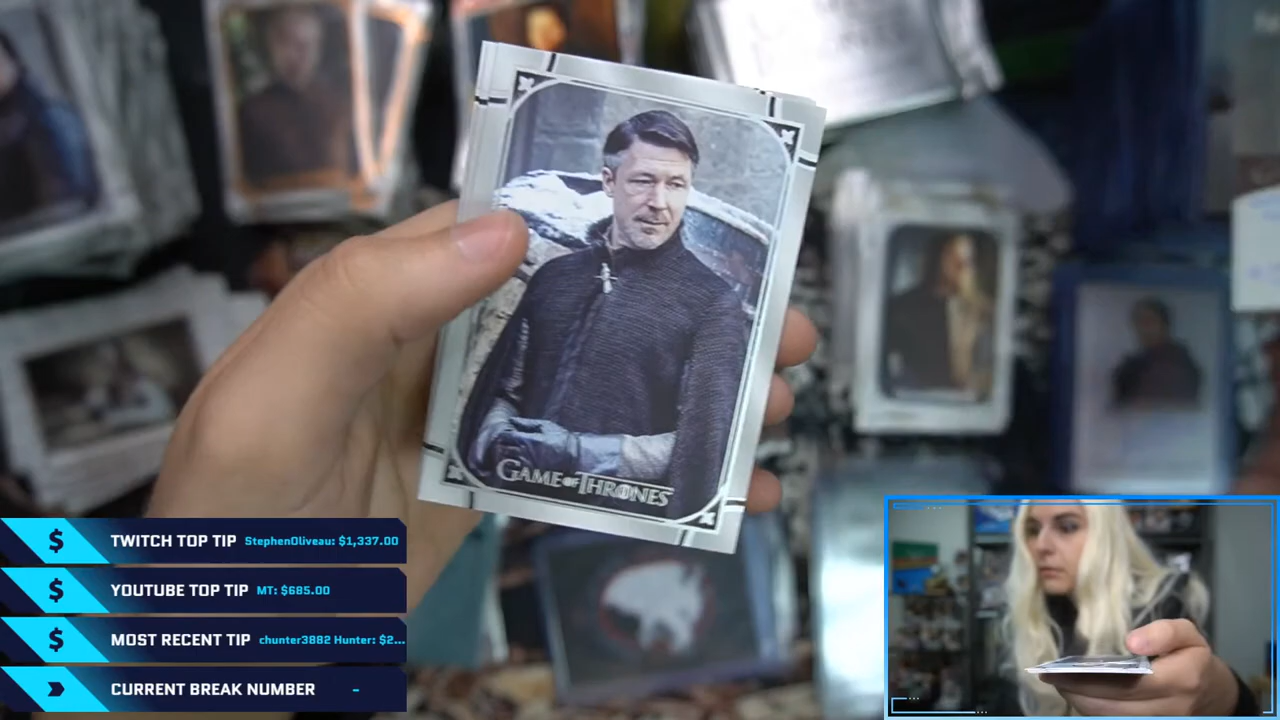 GAME OF THRONES
TWITCH TOP TIP StephenOliveau: $1,337.00
YOUTUBE TOP TIP MT: $685.00
MOST RECENT TIP chunter3882 Hunter: $2...
CURRENT BREAK NUMBER -